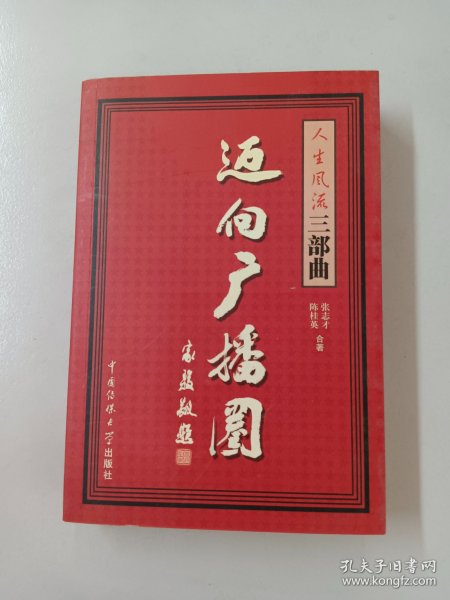 人生风流三部曲
张志才
陈桂英
合著
迈向广播圈
敬题
中国传媒大学出版社
孔夫子旧书网
www.kongfz.com